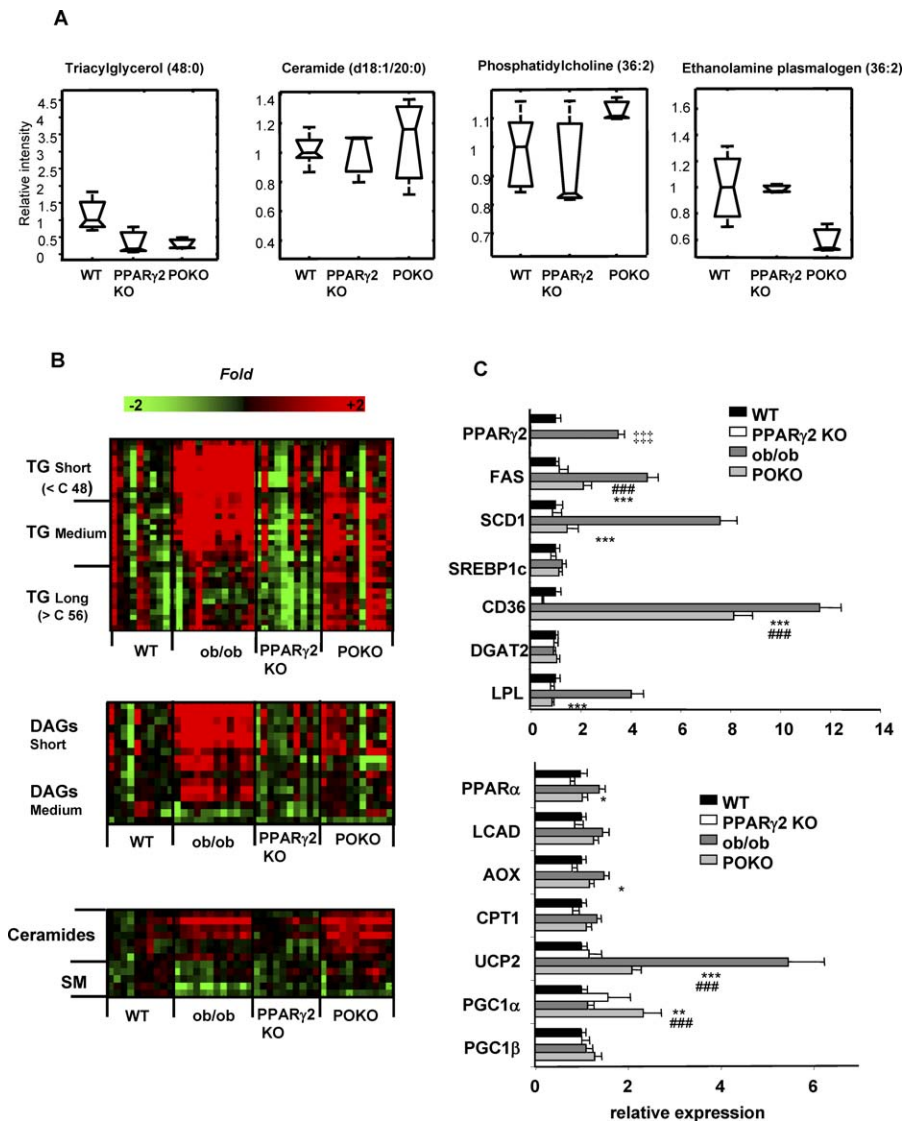 A
Triacylglycerol (48:0)
Ceramide (d18:1/20:0)
Phosphatidylcholine (36:2)
Ethanolamine plasmalogen (36:2)
Relative intensity
4.5
4
3.5
3
2.5
2
1.5
1
0.5
0
WT PPARγ2 KO POKO
1.4
1.2
1
0.8
0.6
0.4
WT PPARγ2 KO POKO
1.1
1
0.9
0.8
0.7
WT PPARγ2 KO POKO
1.6
1.4
1.2
1
0.8
0.6
WT PPARγ2 KO POKO
B
Fold
-2 +2
TG Short
(< C 48)
TG Medium
TG Long
(> C 56)
WT ob/ob PPARγ2 KO POKO
DAGs
Short
DAGs
Medium
WT ob/ob PPARγ2 KO POKO
Ceramides
SM
WT ob/ob PPARγ2 KO POKO
C
WT
PPARγ2 KO
ob/ob
POKO
PPARγ2 ‡‡‡
FAS
###
***
SCD1
***
SREBP1c
CD36
***
###
DGAT2
LPL
***
0 2 4 6 8 10 12 14
WT
PPARγ2 KO
ob/ob
POKO
PPARα
*
LCAD
AOX
*
CPT1
UCP2
***
###
PGC1α
**
###
PGC1β
0 2 4 6
relative expression